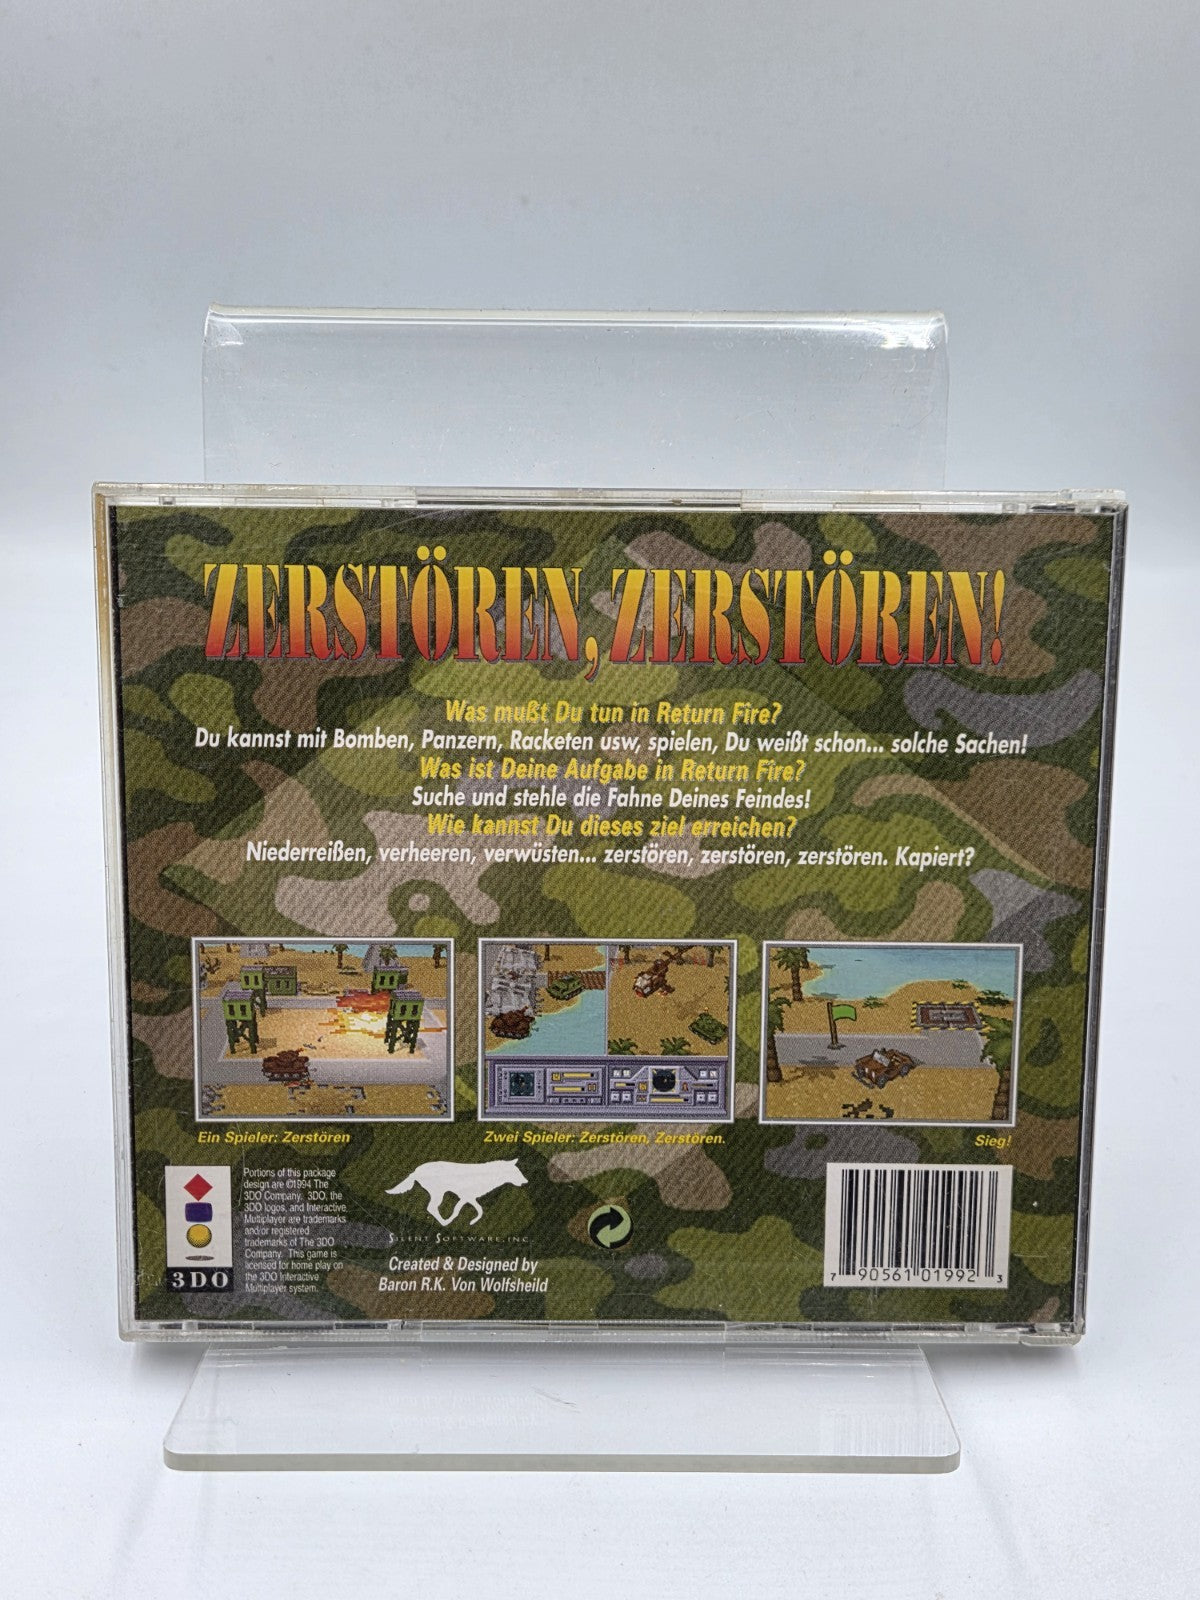 ZERSTÖREN, ZERSTÖREN!
Was mußt Du tun in Return Fire?
Du kannst mit Bomben, Panzern, Racketen usw, spielen, Du weißt schon... solche Sachen!
Was ist Deine Aufgabe in Return Fire?
Suche und stehle die Fahne Deines Feindes!
Wie kannst Du dieses ziel erreichen?
Niederreißen, verheeren, verwüsten... zerstören, zerstören, zerstören. Kapiert?
Ein Spieler: Zerstören
Zwei Spieler: Zerstören, Zerstören.
Sieg!
3DO
Portions of this package
design are ©1994 The
3DO Company. 3DO, the
3DO logos, and Interactive
Multiplayer are trademarks
and/or registered
trademarks of The 3DO
Company. This game is
licensed for home play on
the 3DO Interactive
Multiplayer system.
SILENT SOFTWARE, INC.
Created & Designed by
Baron R.K. Von Wolfsheild
7 90561 01992 3